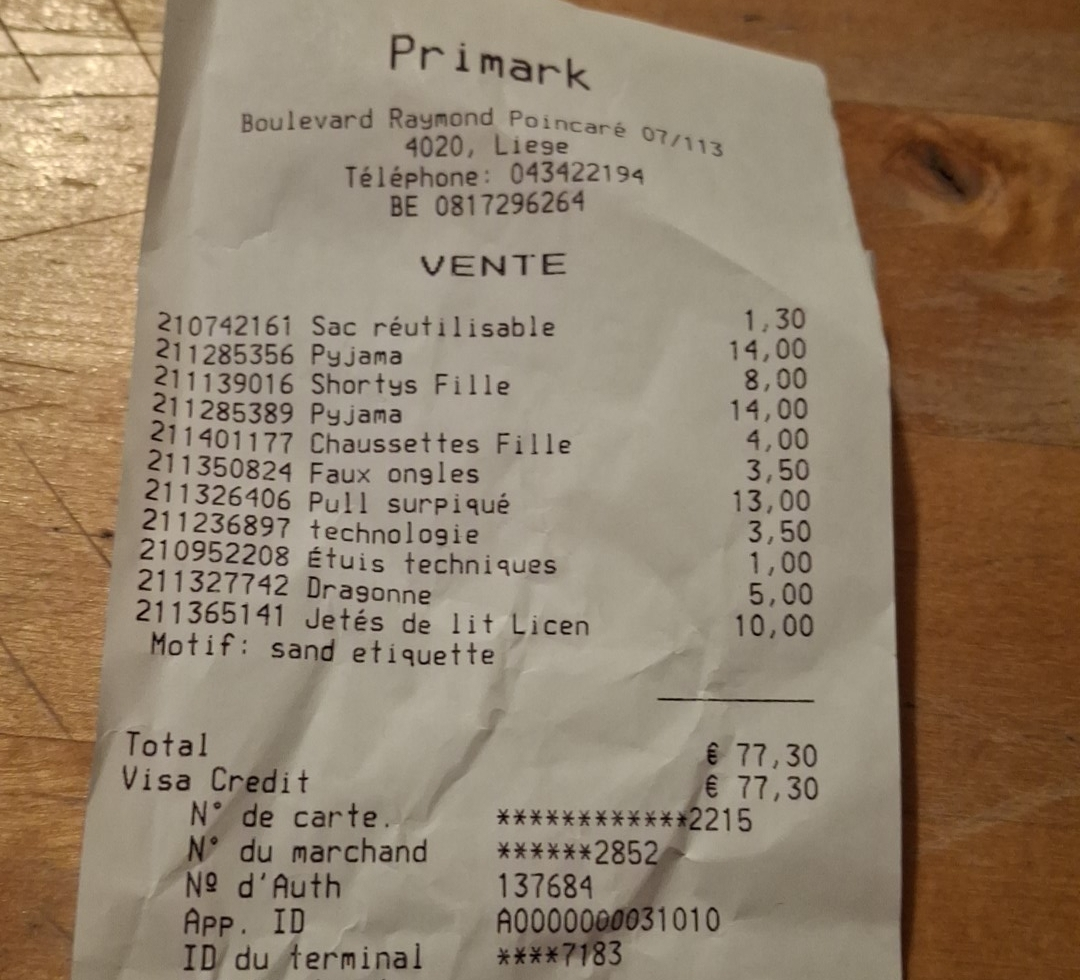 Primark
Boulevard Raymond Poincaré 07/113
4020, Liege
Téléphone: 043422194
BE 0817296264
VENTE
210742161 Sac réutilisable 1,30
211285356 Pyjama 14,00
211139016 Shortys Fille 8,00
211285389 Pyjama 14,00
211401177 Chaussettes Fille 4,00
211350824 Faux ongles 3,50
211326406 Pull surpiqué 13,00
211236897 technologie 3,50
210952208 Étuis techniques 1,00
211327742 Dragonne 5,00
211365141 Jetés de lit Licen 10,00
Motif: sand etiquette
Total € 77,30
Visa Credit € 77,30
N° de carte. ************2215
N° du marchand ******2852
Nº d'Auth 137684
App. ID A0000000031010
ID du terminal ****7183